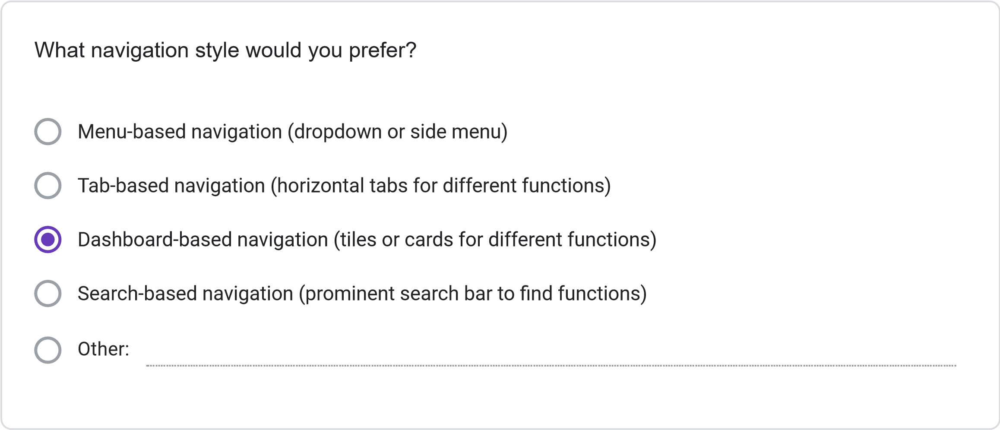 What navigation style would you prefer?
Menu-based navigation (dropdown or side menu)
Tab-based navigation (horizontal tabs for different functions)
Dashboard-based navigation (tiles or cards for different functions)
Search-based navigation (prominent search bar to find functions)
Other: